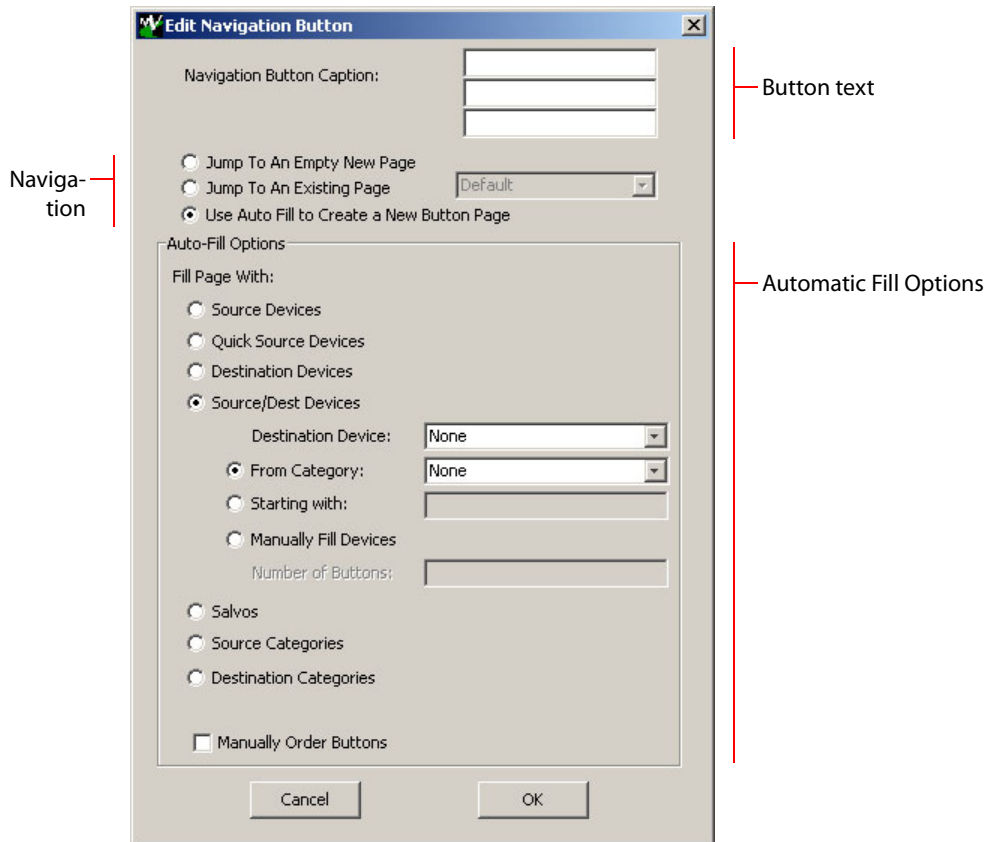 Edit Navigation Button
Navigation Button Caption:
Button text
Jump To An Empty New Page
Jump To An Existing Page
Default
Use Auto Fill to Create a New Button Page
Naviga-
tion
Auto-Fill Options
Automatic Fill Options
Fill Page With:
Source Devices
Quick Source Devices
Destination Devices
Source/Dest Devices
Destination Device:
None
From Category:
None
Starting with:
Manually Fill Devices
Number of Buttons:
Salvos
Source Categories
Destination Categories
Manually Order Buttons
Cancel
OK